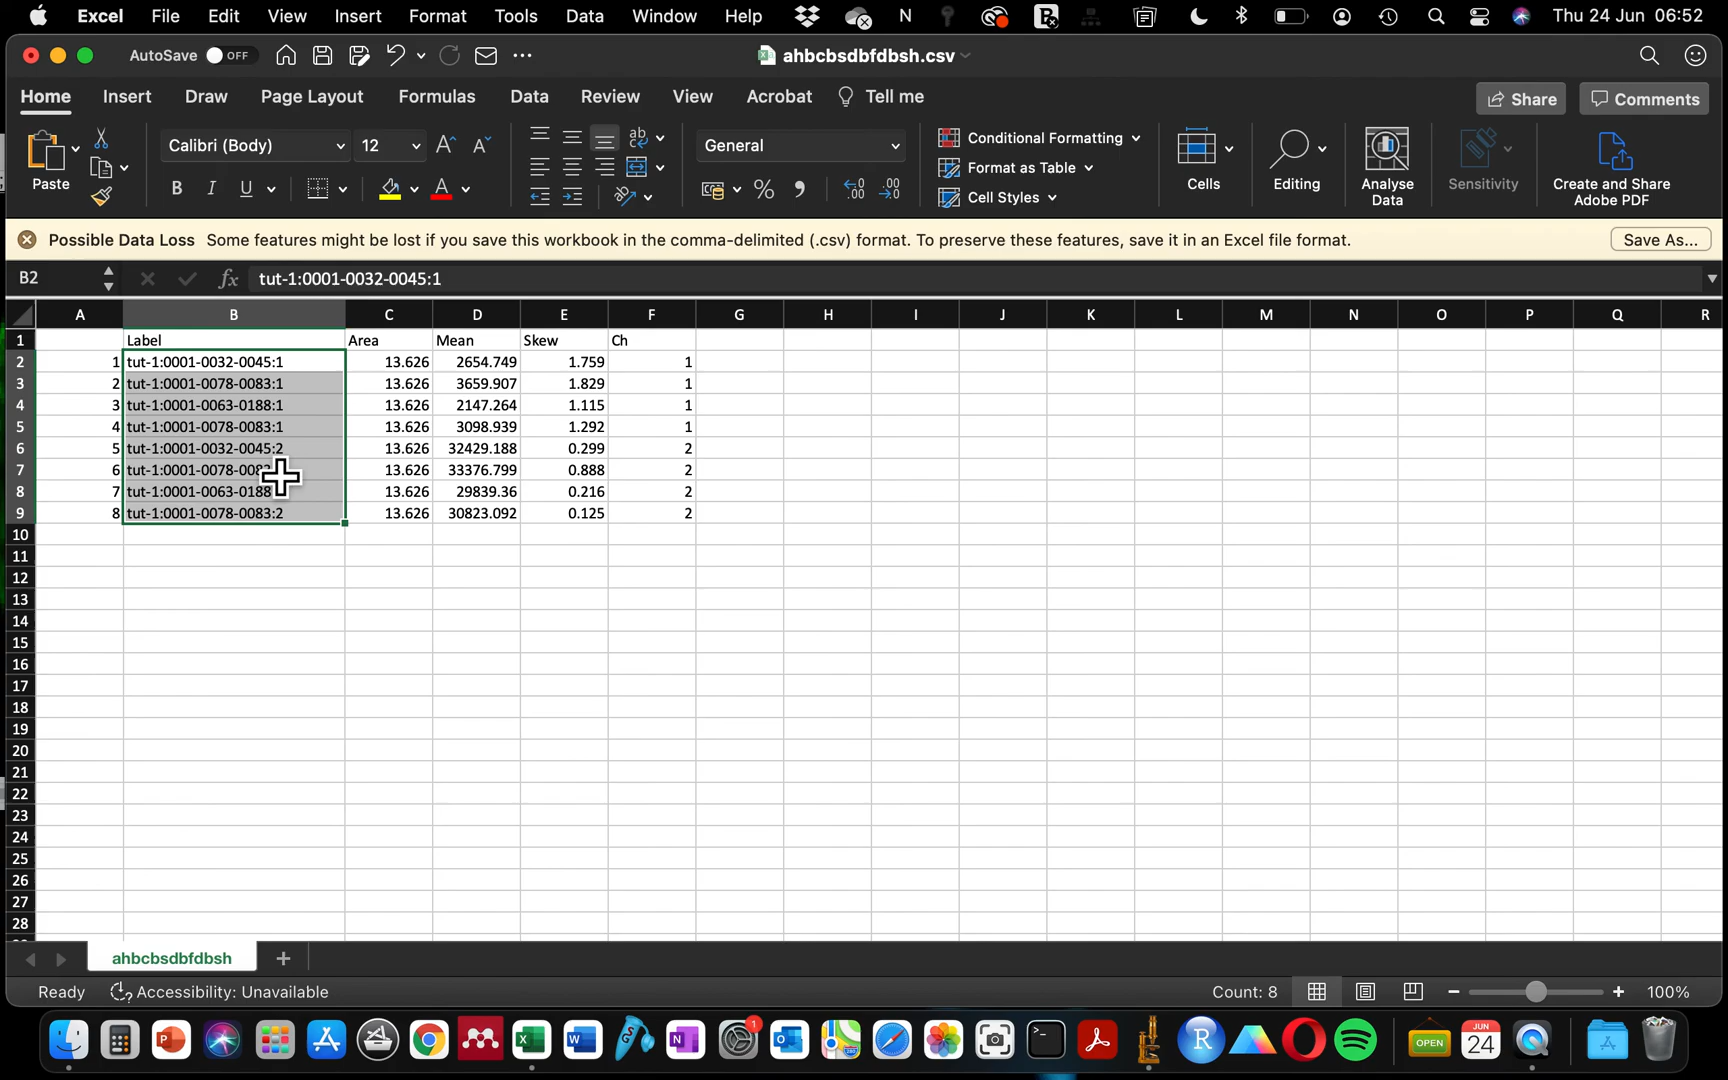 Excel File Edit View Insert Format Tools Data Window Help Thu 24 Jun 06:52
AutoSave OFF ahbcbsdbfdbsh.csv
Home Insert Draw Page Layout Formulas Data Review View Acrobat Tell me Share Comments
Paste Calibri (Body) 12 General Conditional Formatting Format as Table Cell Styles Cells Editing Analyse Data Sensitivity Create and Share Adobe PDF
Possible Data Loss Some features might be lost if you save this workbook in the comma-delimited (.csv) format. To preserve these features, save it in an Excel file format. Save As...
B2 fx tut-1:0001-0032-0045:1
A B C D E F G H I J K L M N O P Q R
1 Label Area Mean Skew Ch
2 1 tut-1:0001-0032-0045:1 13.626 2654.749 1.759 1
3 2 tut-1:0001-0078-0083:1 13.626 3659.907 1.829 1
4 3 tut-1:0001-0063-0188:1 13.626 2147.264 1.115 1
5 4 tut-1:0001-0078-0083:1 13.626 3098.939 1.292 1
6 5 tut-1:0001-0032-0045:2 13.626 32429.188 0.299 2
7 6 tut-1:0001-0078-008 13.626 33376.799 0.888 2
8 7 tut-1:0001-0063-0188 13.626 29839.36 0.216 2
9 8 tut-1:0001-0078-0083:2 13.626 30823.092 0.125 2
10
11
12
13
14
15
16
17
18
19
20
21
22
23
24
25
26
27
28
ahbcbsdbfdbsh
Ready Accessibility: Unavailable Count: 8 100%
OPEN JUN 24